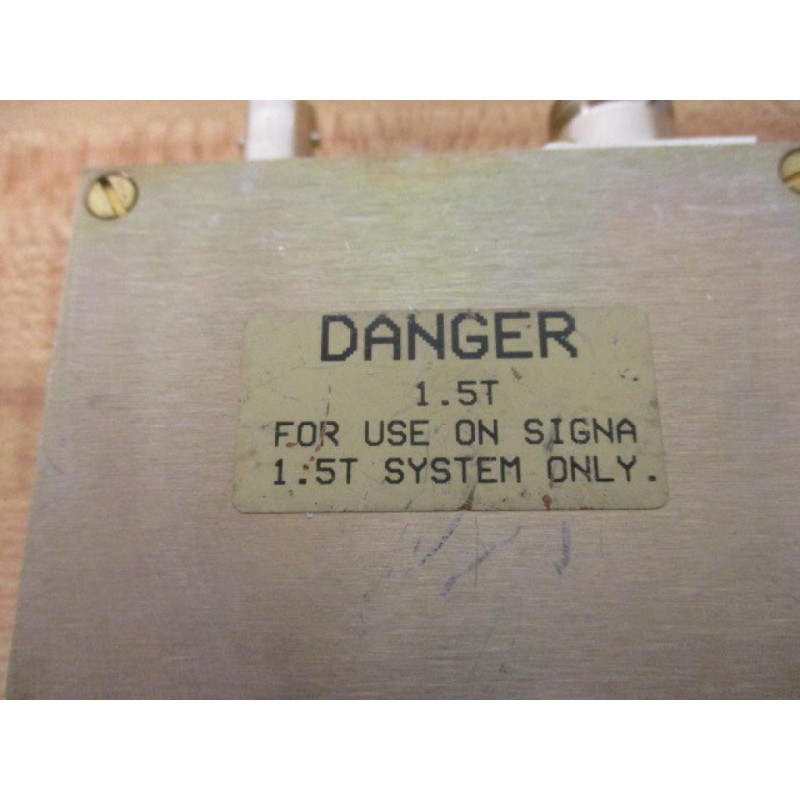 DANGER
1.5T
FOR USE ON SIGNA
1.5T SYSTEM ONLY.